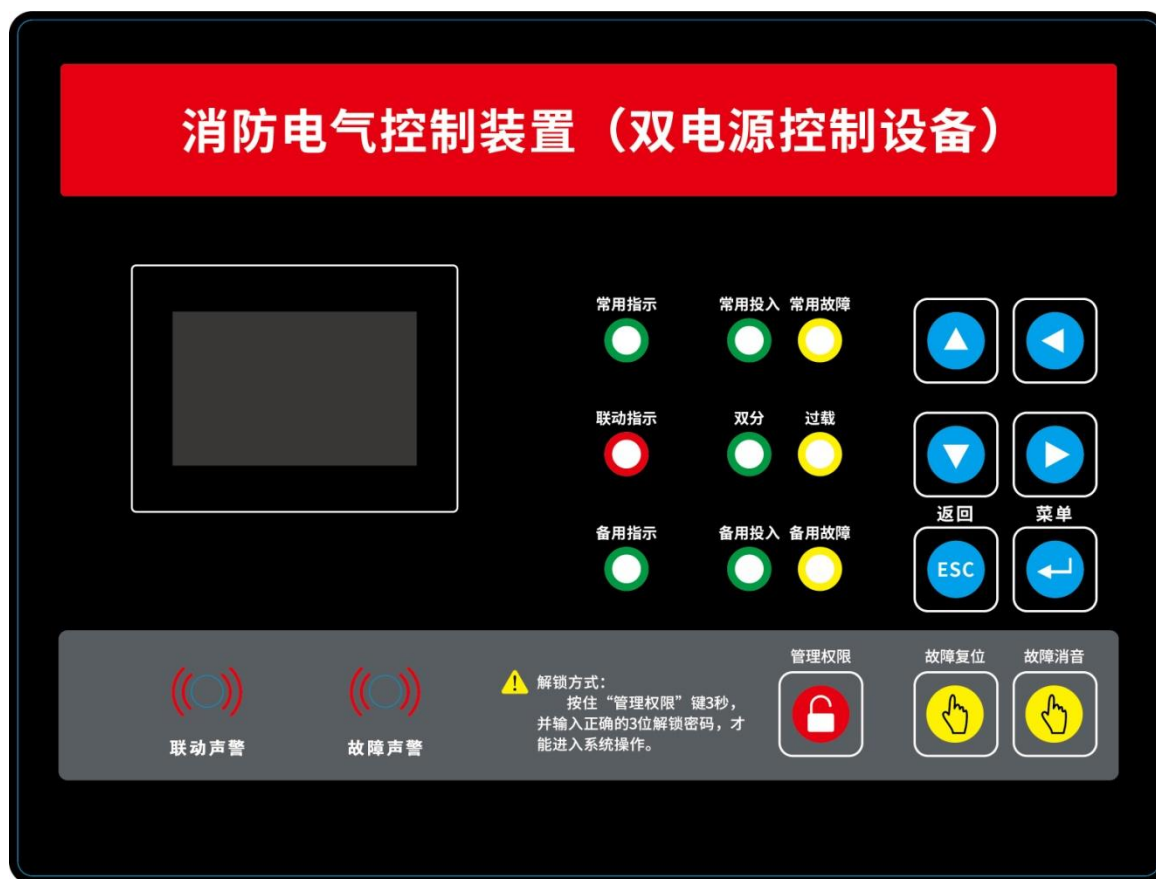 消防电气控制装置（双电源控制设备）
常用指示 常用投入 常用故障
联动指示 双分 过载
备用指示 备用投入 备用故障
返回 菜单
ESC
管理权限 故障复位 故障消音
解锁方式：
按住“管理权限”键3秒，
并输入正确的3位解锁密码，才
能进入系统操作。
联动声警 故障声警